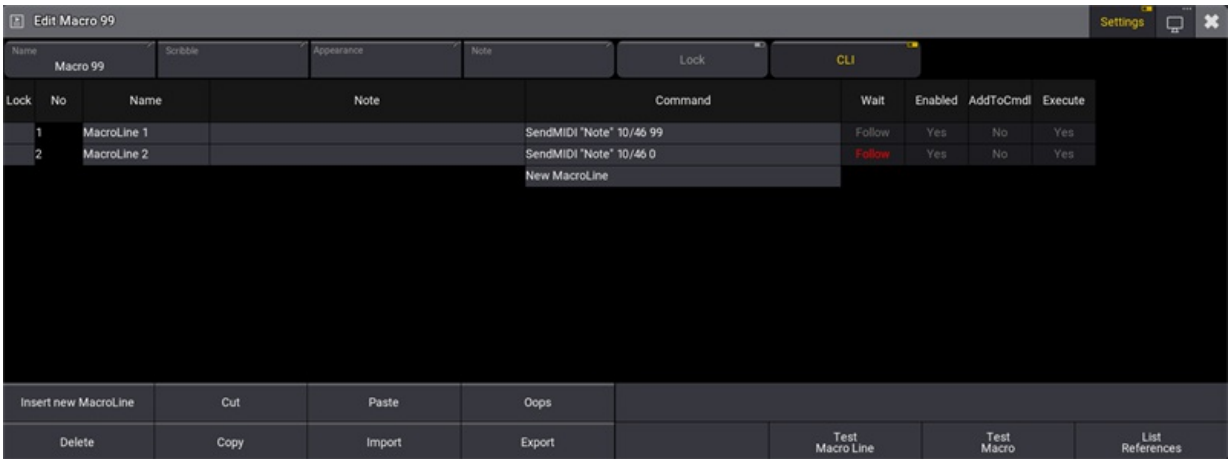 Edit Macro 99
Settings
Name
Macro 99
Scribble
Appearance
Note
Lock
CLI
Lock No Name Note Command Wait Enabled AddToCmdl Execute
1 MacroLine 1 SendMIDI "Note" 10/46 99 Follow Yes No Yes
2 MacroLine 2 SendMIDI "Note" 10/46 0 Follow Yes No Yes
New MacroLine
Insert new MacroLine Cut Paste Oops
Delete Copy Import Export Test Macro Line Test Macro List References